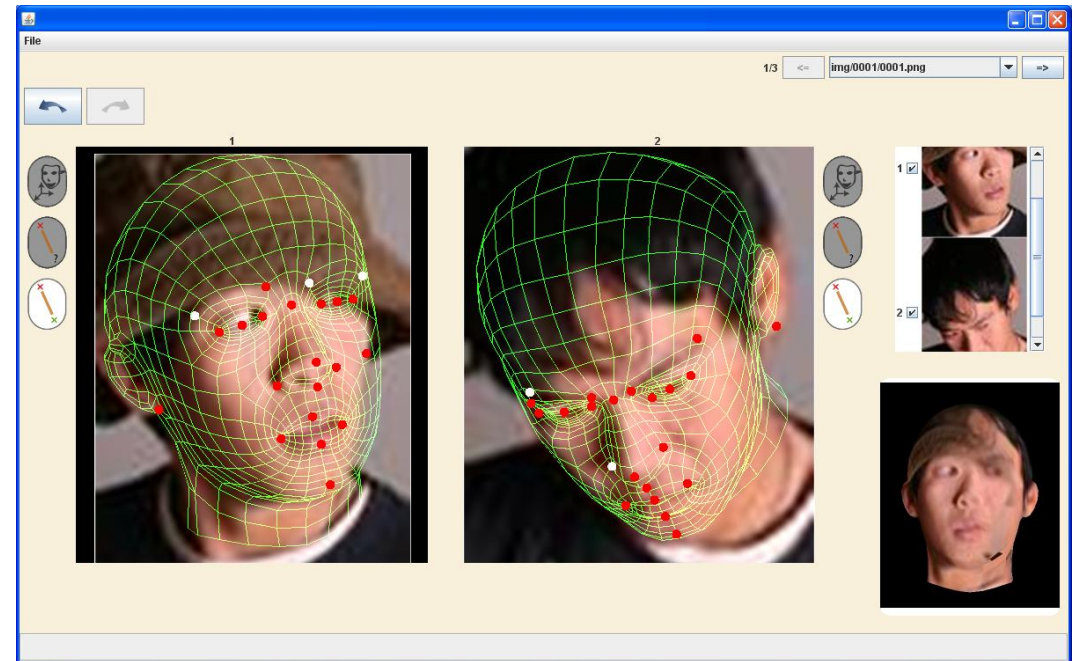 File
1/3 <= img/0001/0001.png =>
1 2
1
2
?
?